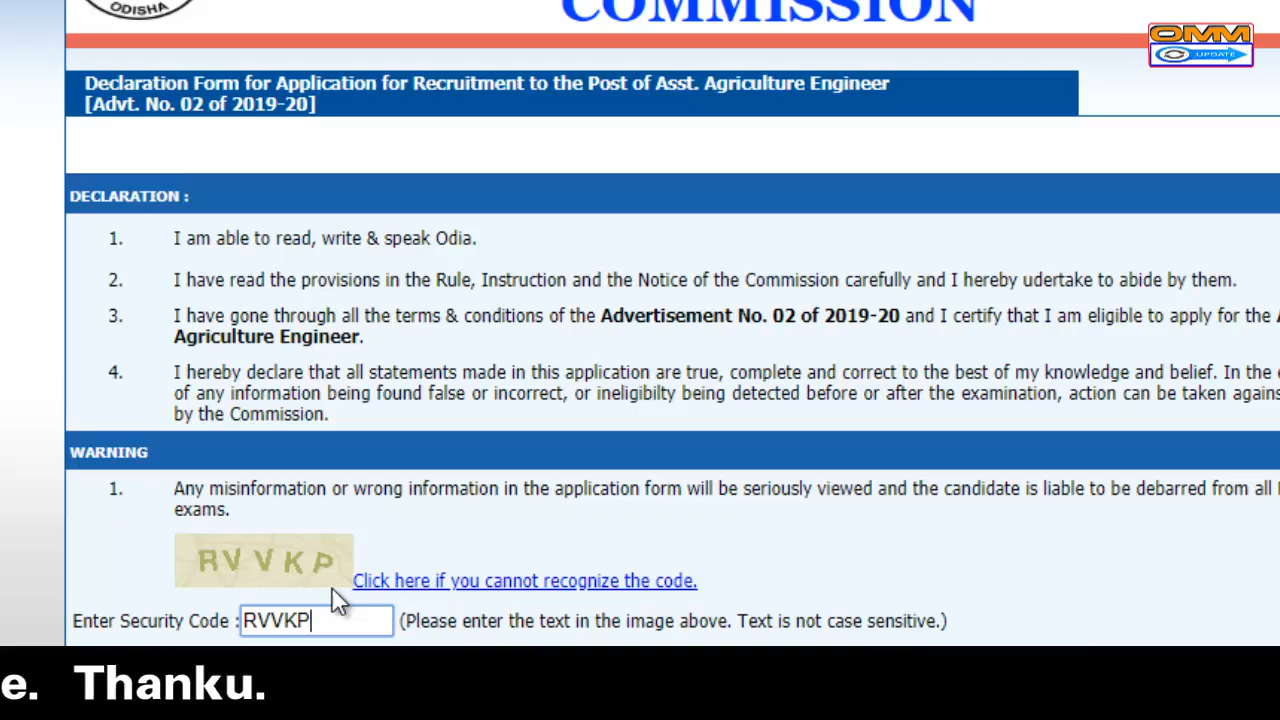 ODISHA
COMMISSION
OMM
UPDATE
Declaration Form for Application for Recruitment to the Post of Asst. Agriculture Engineer
[Advt. No. 02 of 2019-20]
DECLARATION :
1. I am able to read, write & speak Odia.
2. I have read the provisions in the Rule, Instruction and the Notice of the Commission carefully and I hereby udertake to abide by them.
3. I have gone through all the terms & conditions of the Advertisement No. 02 of 2019-20 and I certify that I am eligible to apply for the
Agriculture Engineer.
4. I hereby declare that all statements made in this application are true, complete and correct to the best of my knowledge and belief. In the
of any information being found false or incorrect, or ineligibilty being detected before or after the examination, action can be taken agains
by the Commission.
WARNING
1. Any misinformation or wrong information in the application form will be seriously viewed and the candidate is liable to be debarred from all
exams.
RVVKP
Click here if you cannot recognize the code.
Enter Security Code : RVVKP (Please enter the text in the image above. Text is not case sensitive.)
e. Thanku.